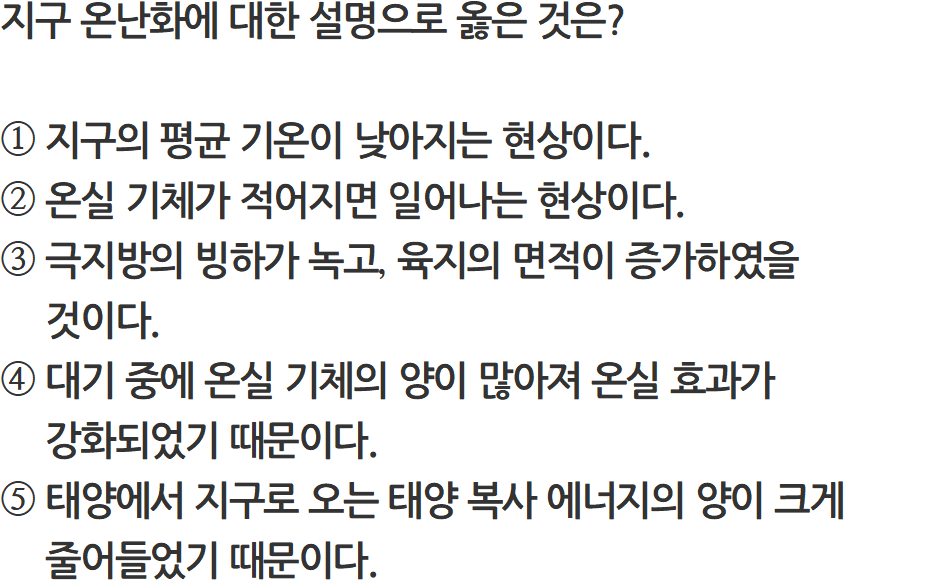 지구 온난화에 대한 설명으로 옳은 것은?
① 지구의 평균 기온이 낮아지는 현상이다.
② 온실 기체가 적어지면 일어나는 현상이다.
③ 극지방의 빙하가 녹고, 육지의 면적이 증가하였을
것이다.
④ 대기 중에 온실 기체의 양이 많아져 온실 효과가
강화되었기 때문이다.
⑤ 태양에서 지구로 오는 태양 복사 에너지의 양이 크게
줄어들었기 때문이다.